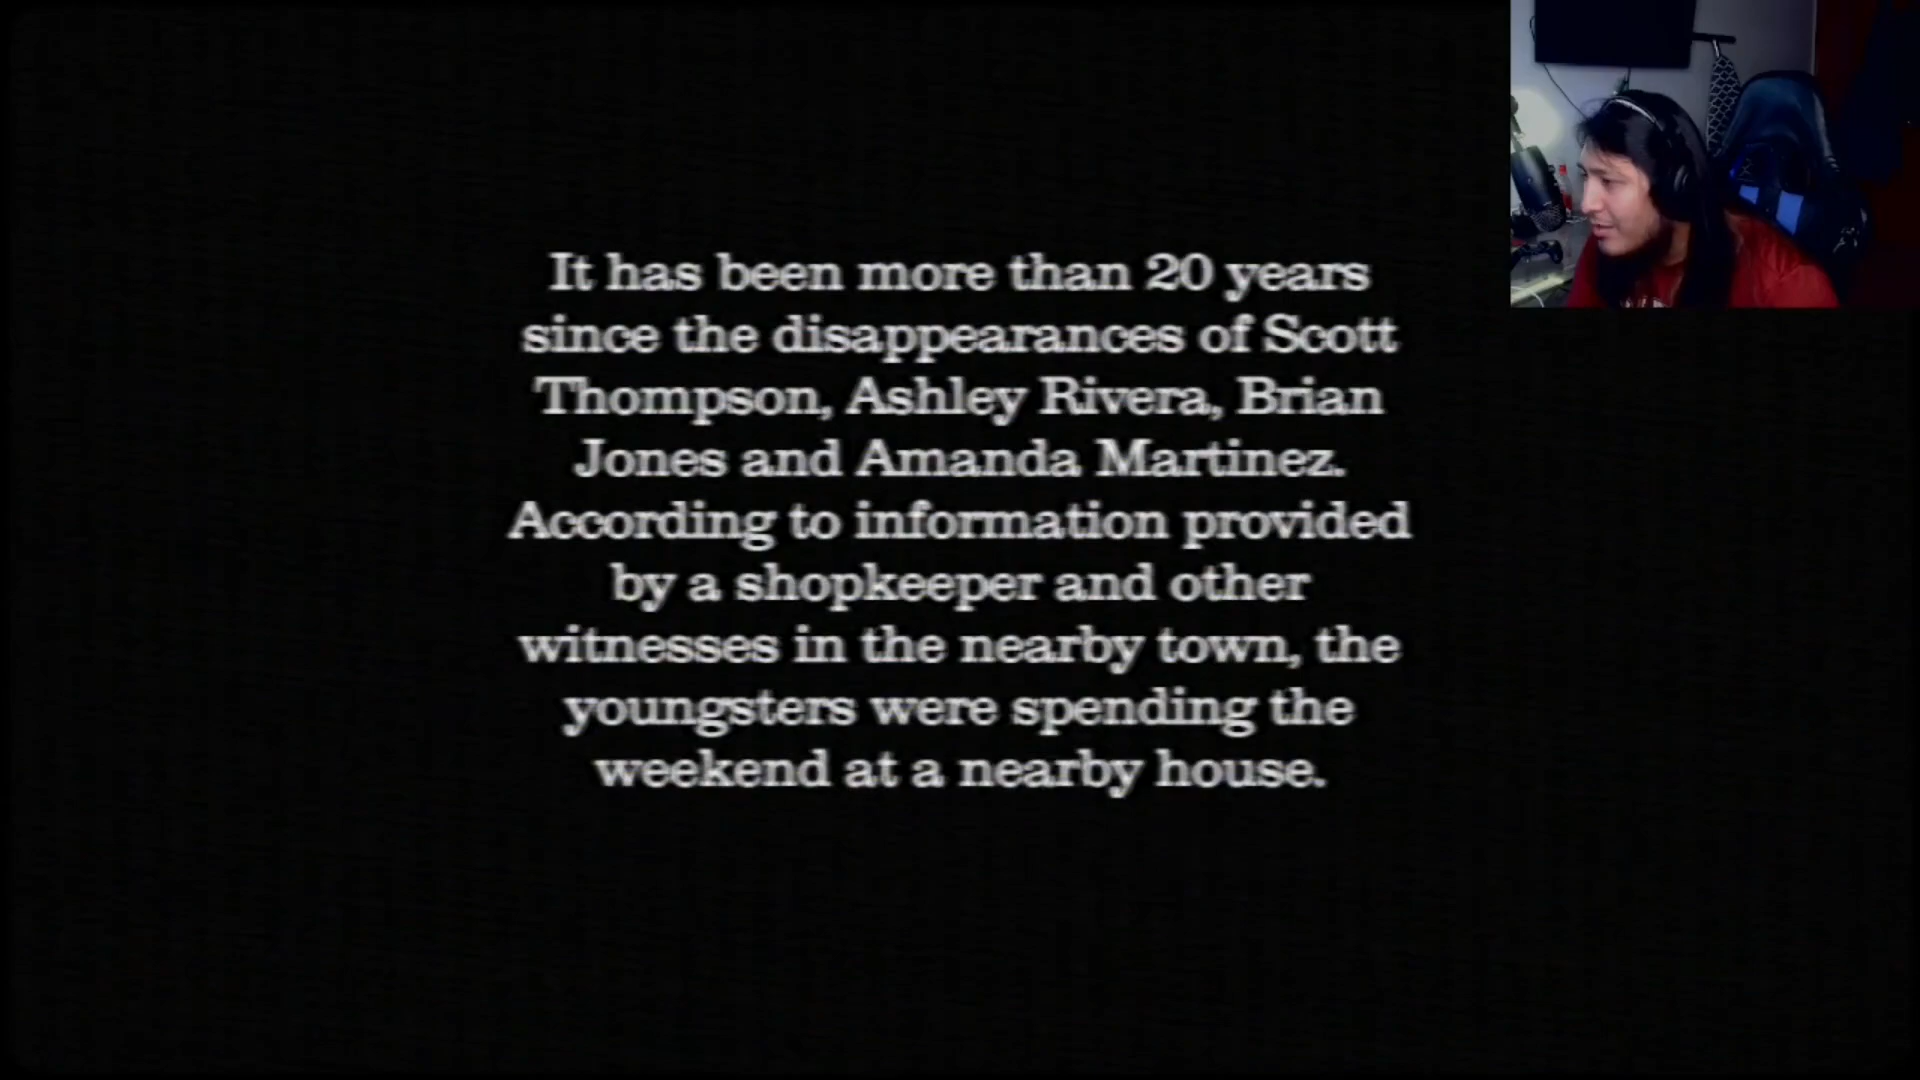 It has been more than 20 years
since the disappearances of Scott
Thompson, Ashley Rivera, Brian
Jones and Amanda Martinez.
According to information provided
by a shopkeeper and other
witnesses in the nearby town, the
youngsters were spending the
weekend at a nearby house.